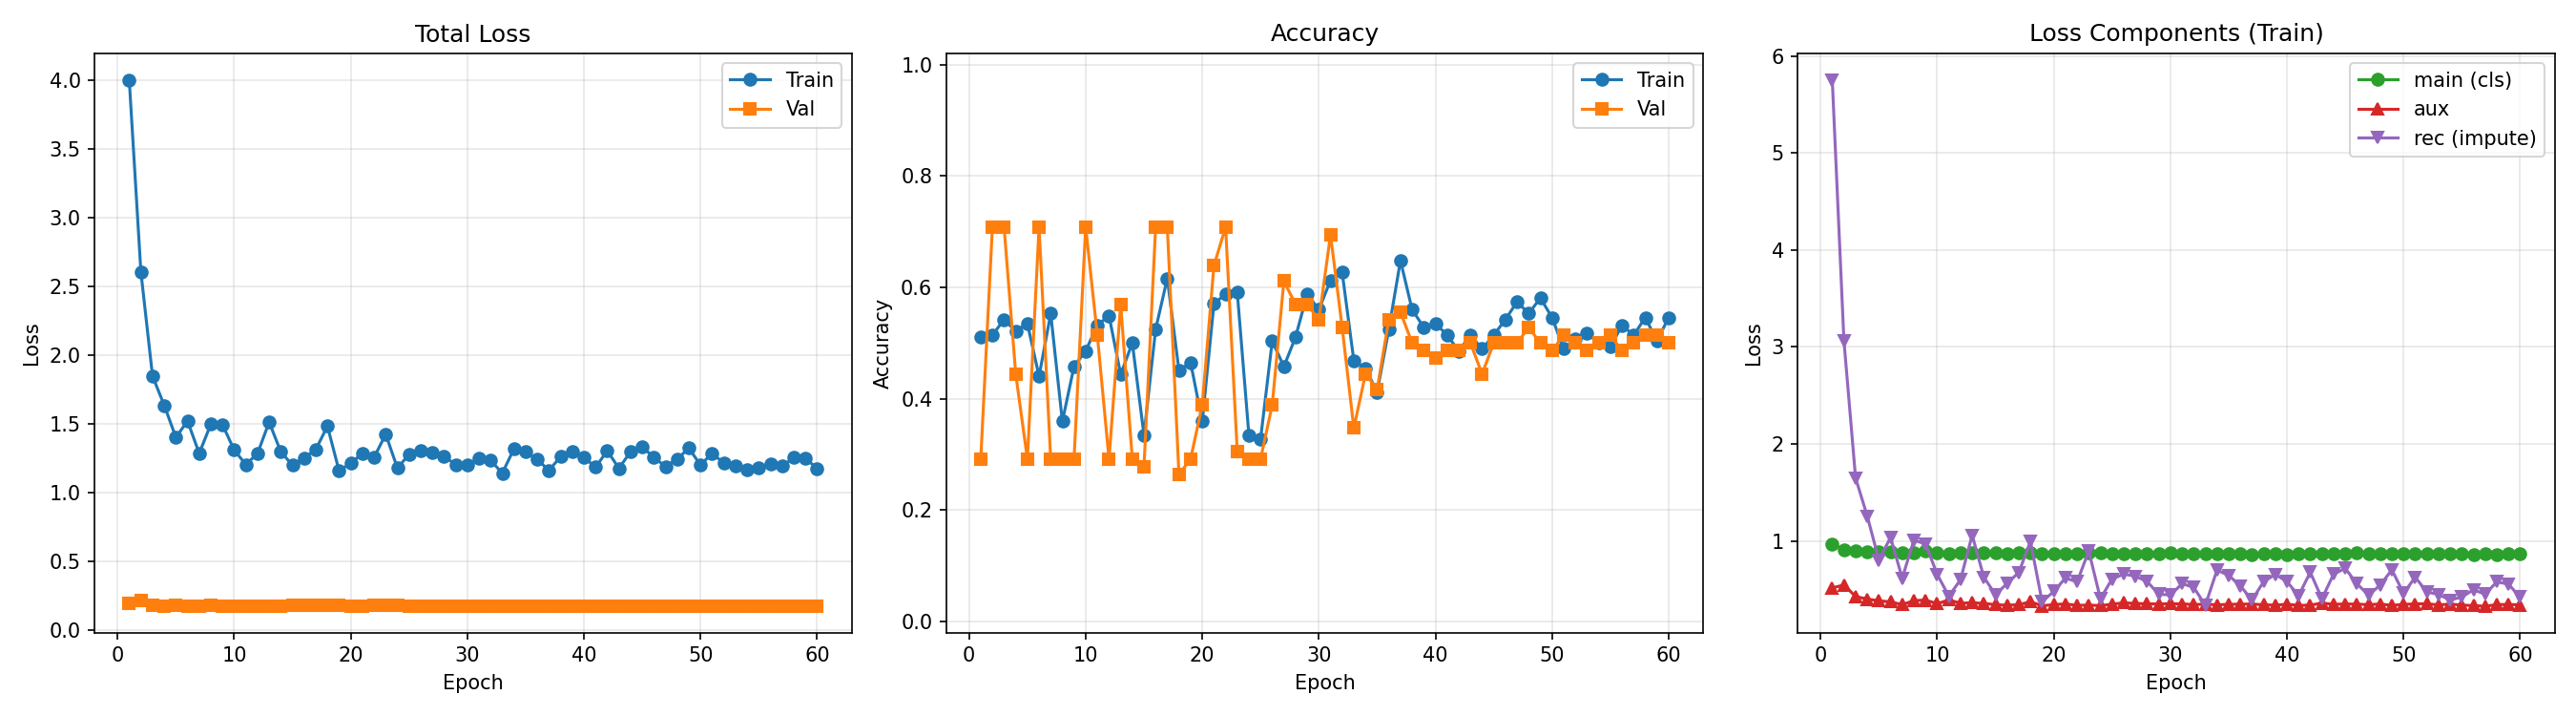 Total Loss
Train
Val
4.0
3.5
3.0
2.5
2.0
1.5
1.0
0.5
0.0
Loss
0 10 20 30 40 50 60
Epoch
Accuracy
Train
Val
1.0
0.8
0.6
0.4
0.2
0.0
Accuracy
0 10 20 30 40 50 60
Epoch
Loss Components (Train)
main (cls)
aux
rec (impute)
6
5
4
3
2
1
Loss
0 10 20 30 40 50 60
Epoch